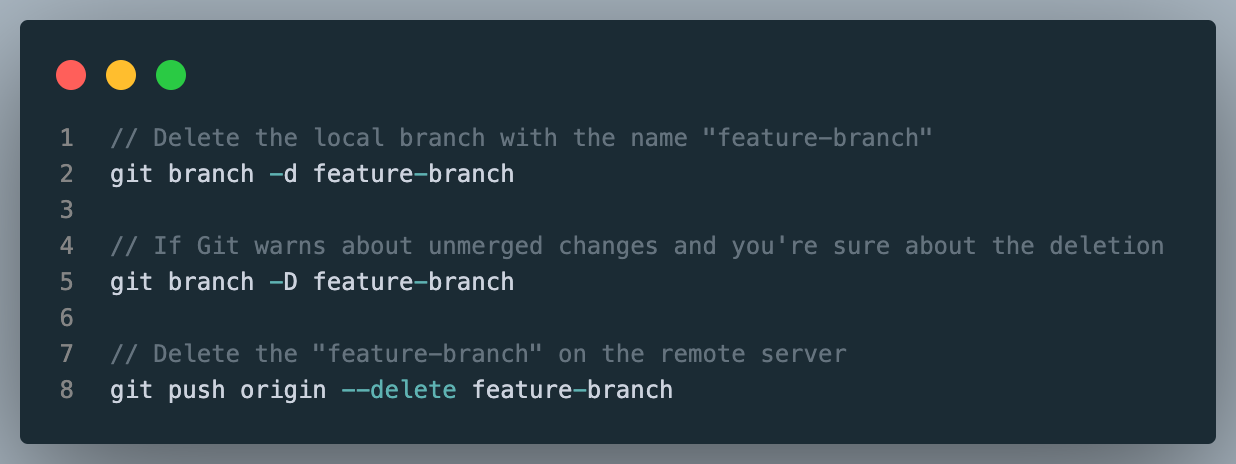 1 // Delete the local branch with the name "feature-branch"
2 git branch -d feature-branch
3
4 // If Git warns about unmerged changes and you're sure about the deletion
5 git branch -D feature-branch
6
7 // Delete the "feature-branch" on the remote server
8 git push origin --delete feature-branch